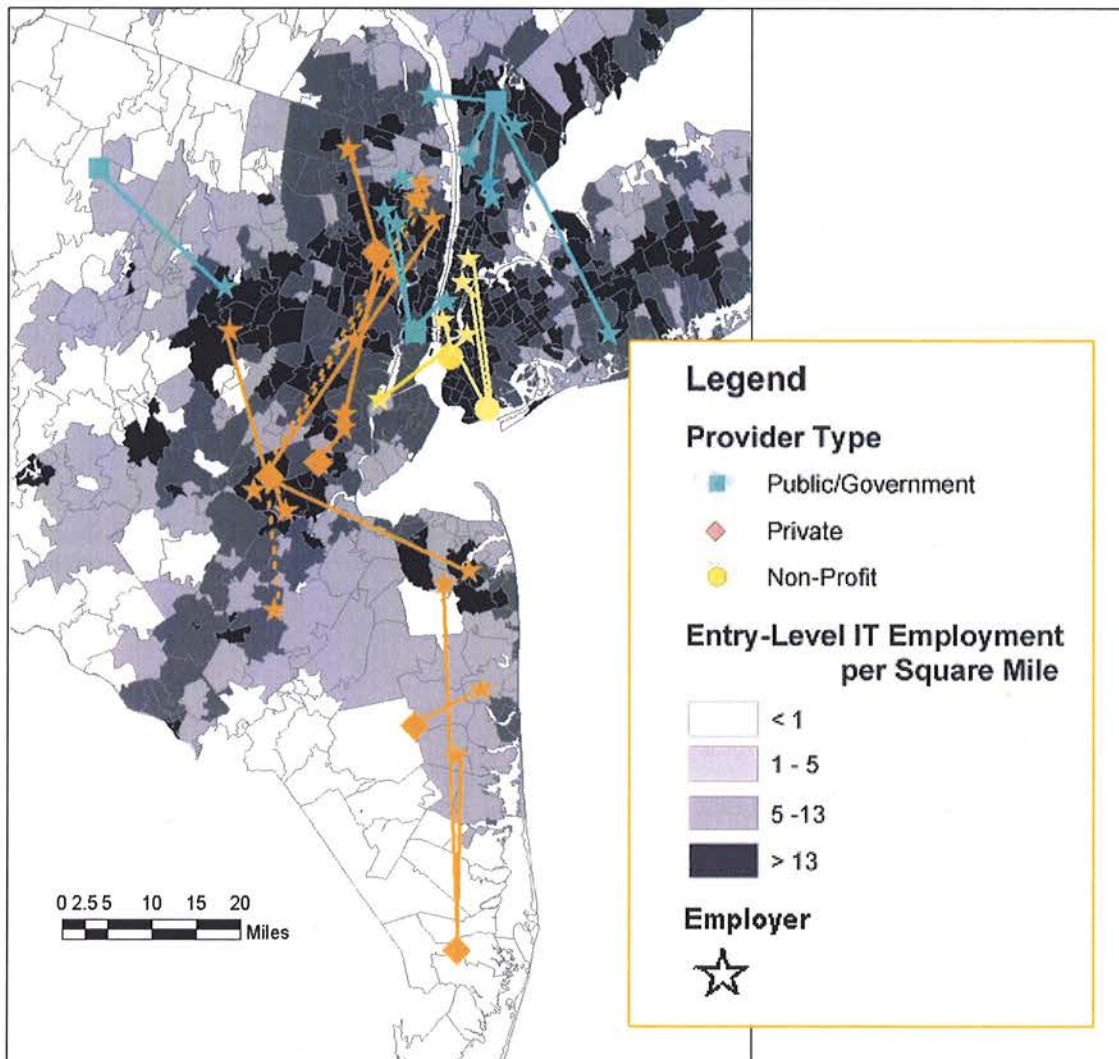 0 2.5 5 10 15 20
Miles
Legend
Provider Type
Public/Government
Private
Non-Profit
Entry-Level IT Employment
per Square Mile
< 1
1 - 5
5 -13
> 13
Employer